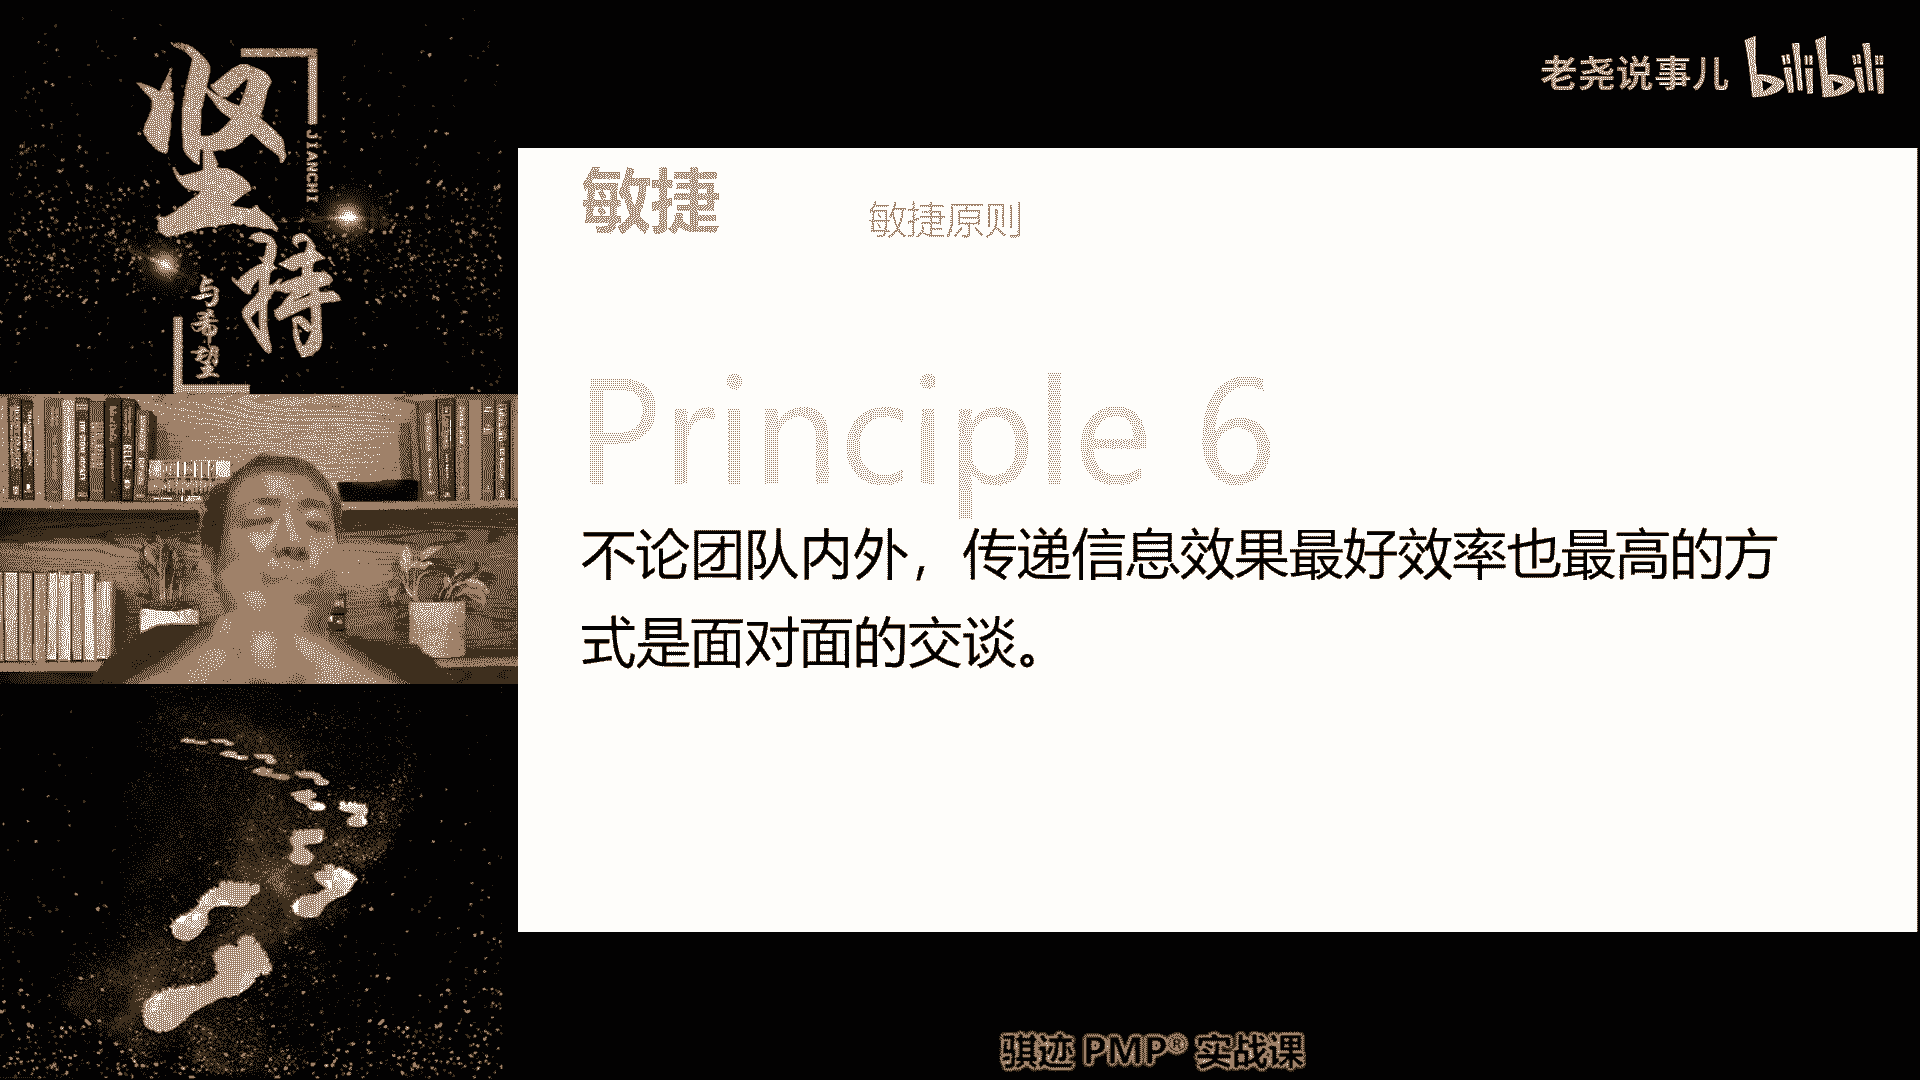 坚持
JIANCHI
与希望
老尧说事儿 bilibili
敏捷
敏捷原则
Principle 6
不论团队内外，传递信息效果最好效率也最高的方
式是面对面的交谈。
骐迹 PMP® 实战课